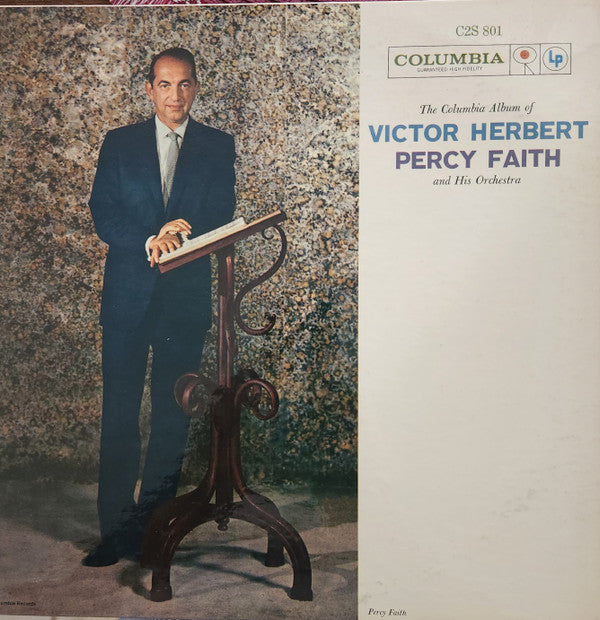 C2S 801
COLUMBIA
GUARANTEED HIGH FIDELITY
Lp
The Columbia Album of
VICTOR HERBERT
PERCY FAITH
and His Orchestra
Records
Percy Faith